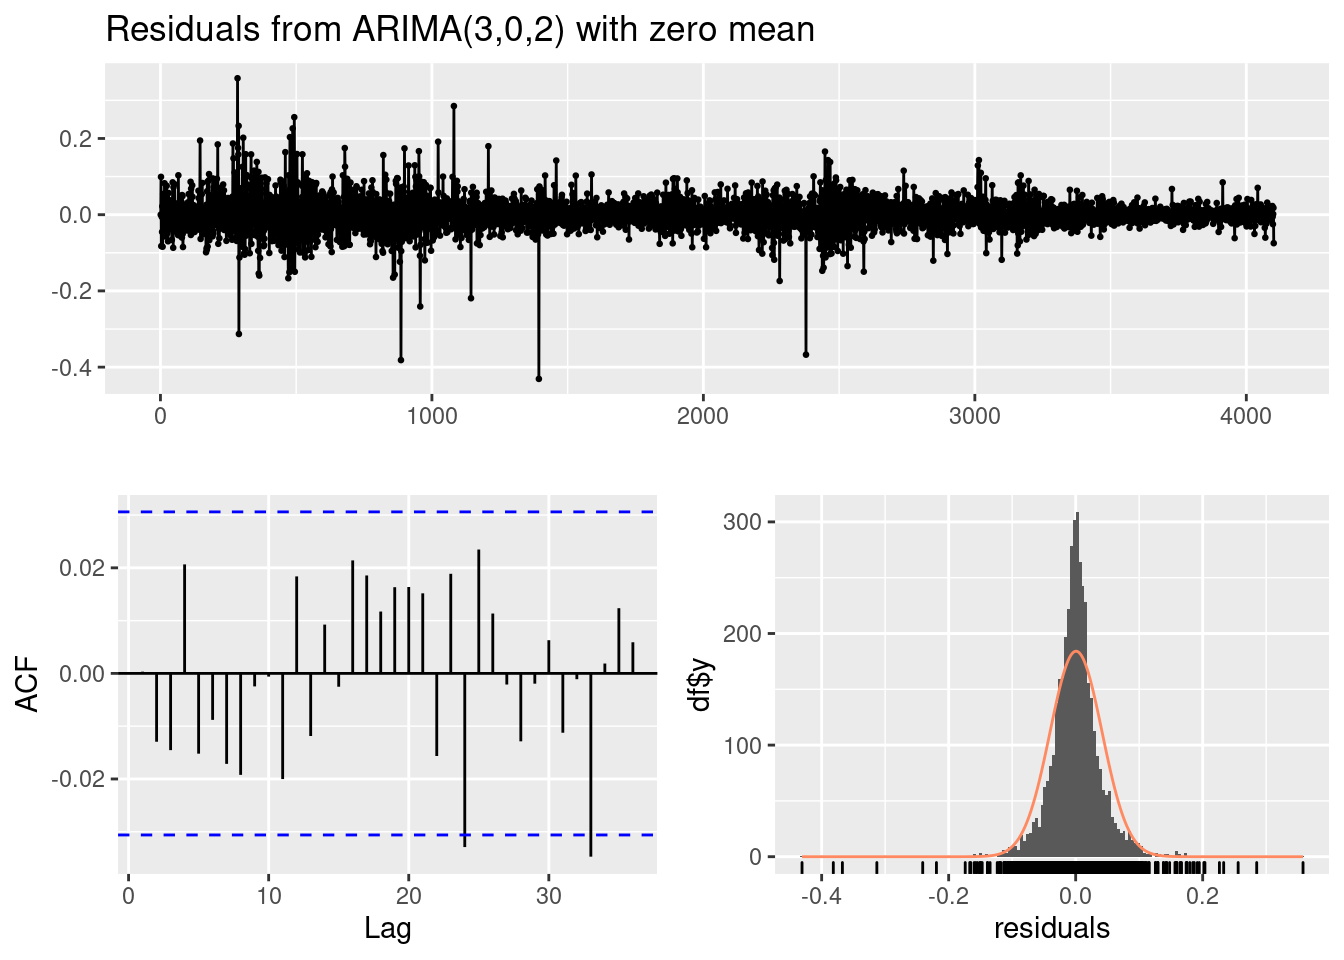 Residuals from ARIMA(3,0,2) with zero mean
0.2
0.0
-0.2
-0.4
0 1000 2000 3000 4000
ACF
0.02
0.00
-0.02
0 10 20 30
Lag
df$y
300
200
100
0
-0.4 -0.2 0.0 0.2
residuals